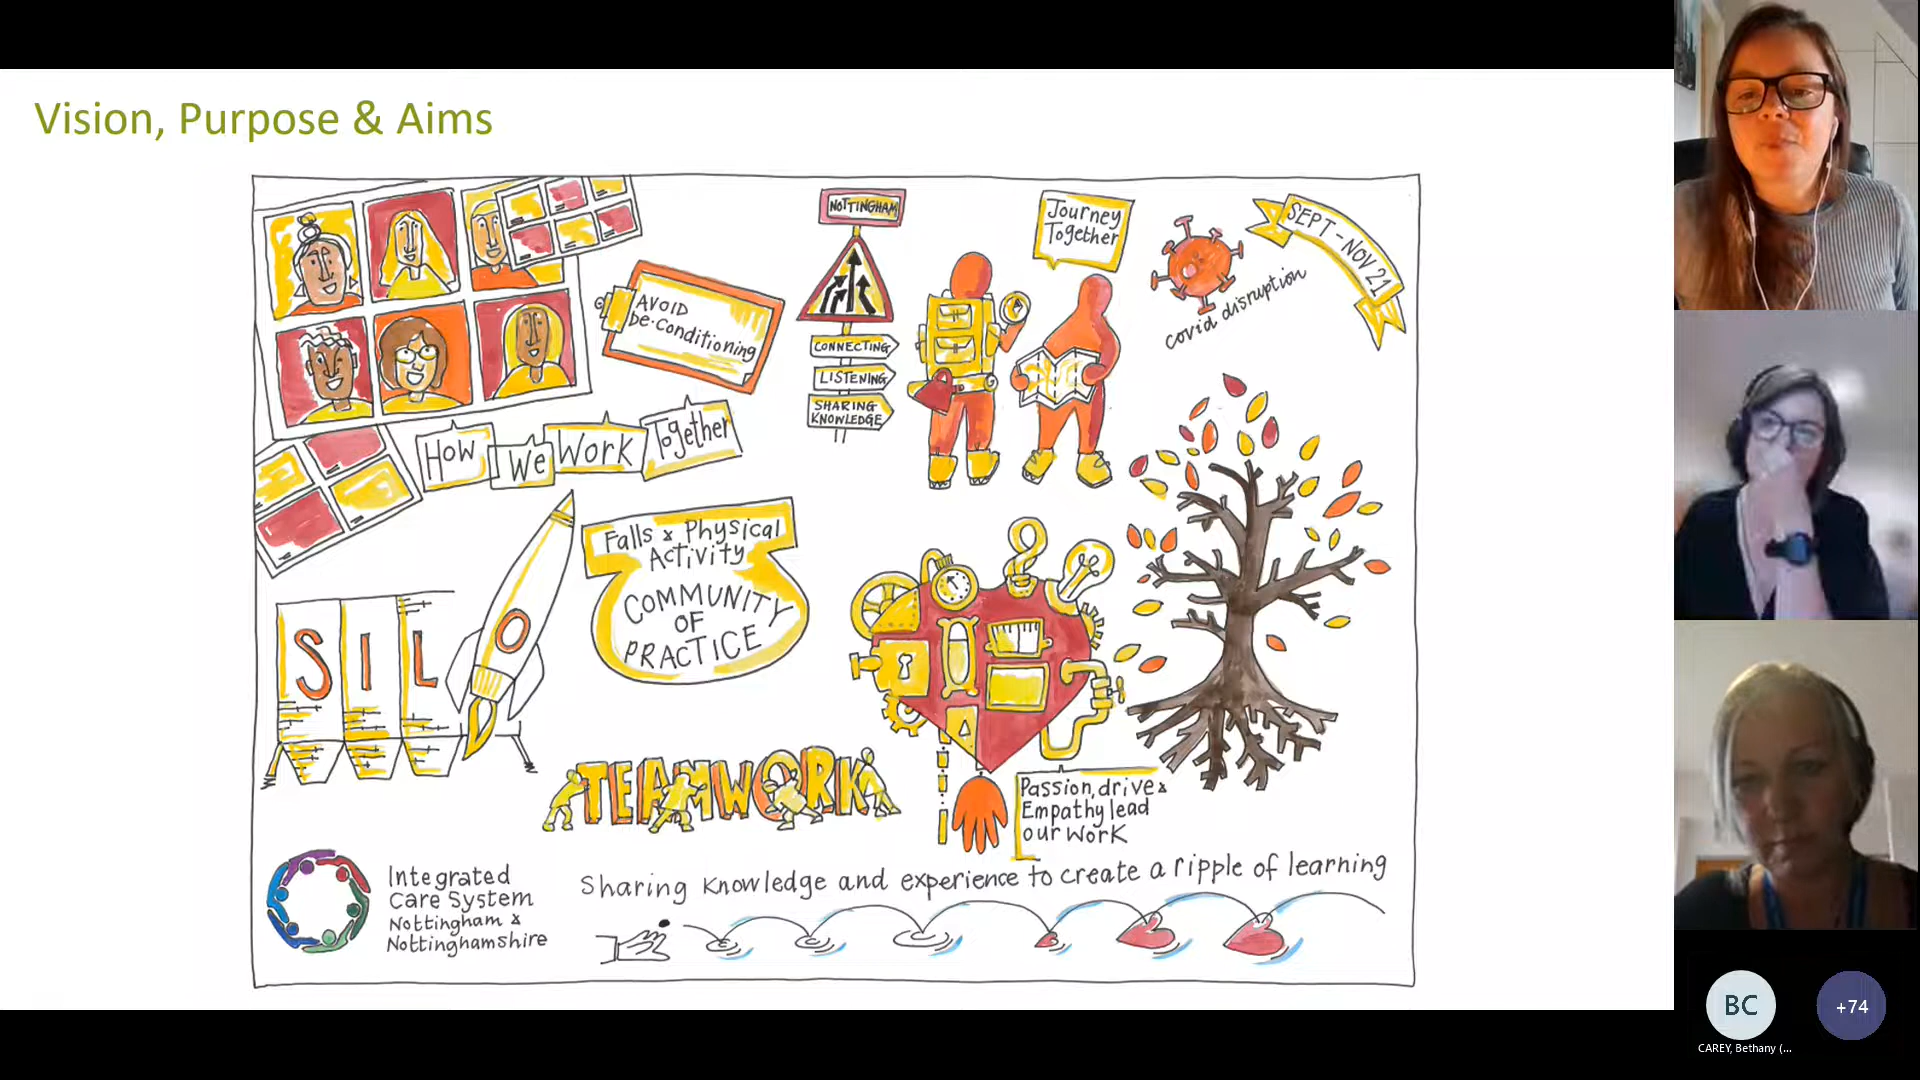 Vision, Purpose & Aims
NOTTINGHAM
Journey
Together
SEPT - NOV 21
covid disruption
AVOID
De-conditioning
CONNECTING
LISTENING
SHARING
KNOWLEDGE
How We Work Together
Falls & Physical
Activity
COMMUNITY
OF
PRACTICE
SILO
TEAMWORK
Passion, drive &
Empathy lead
our work
Integrated
Care System
Nottingham &
Nottinghamshire
Sharing knowledge and experience to create a ripple of learning
BC
+74
CAREY, Bethany (...